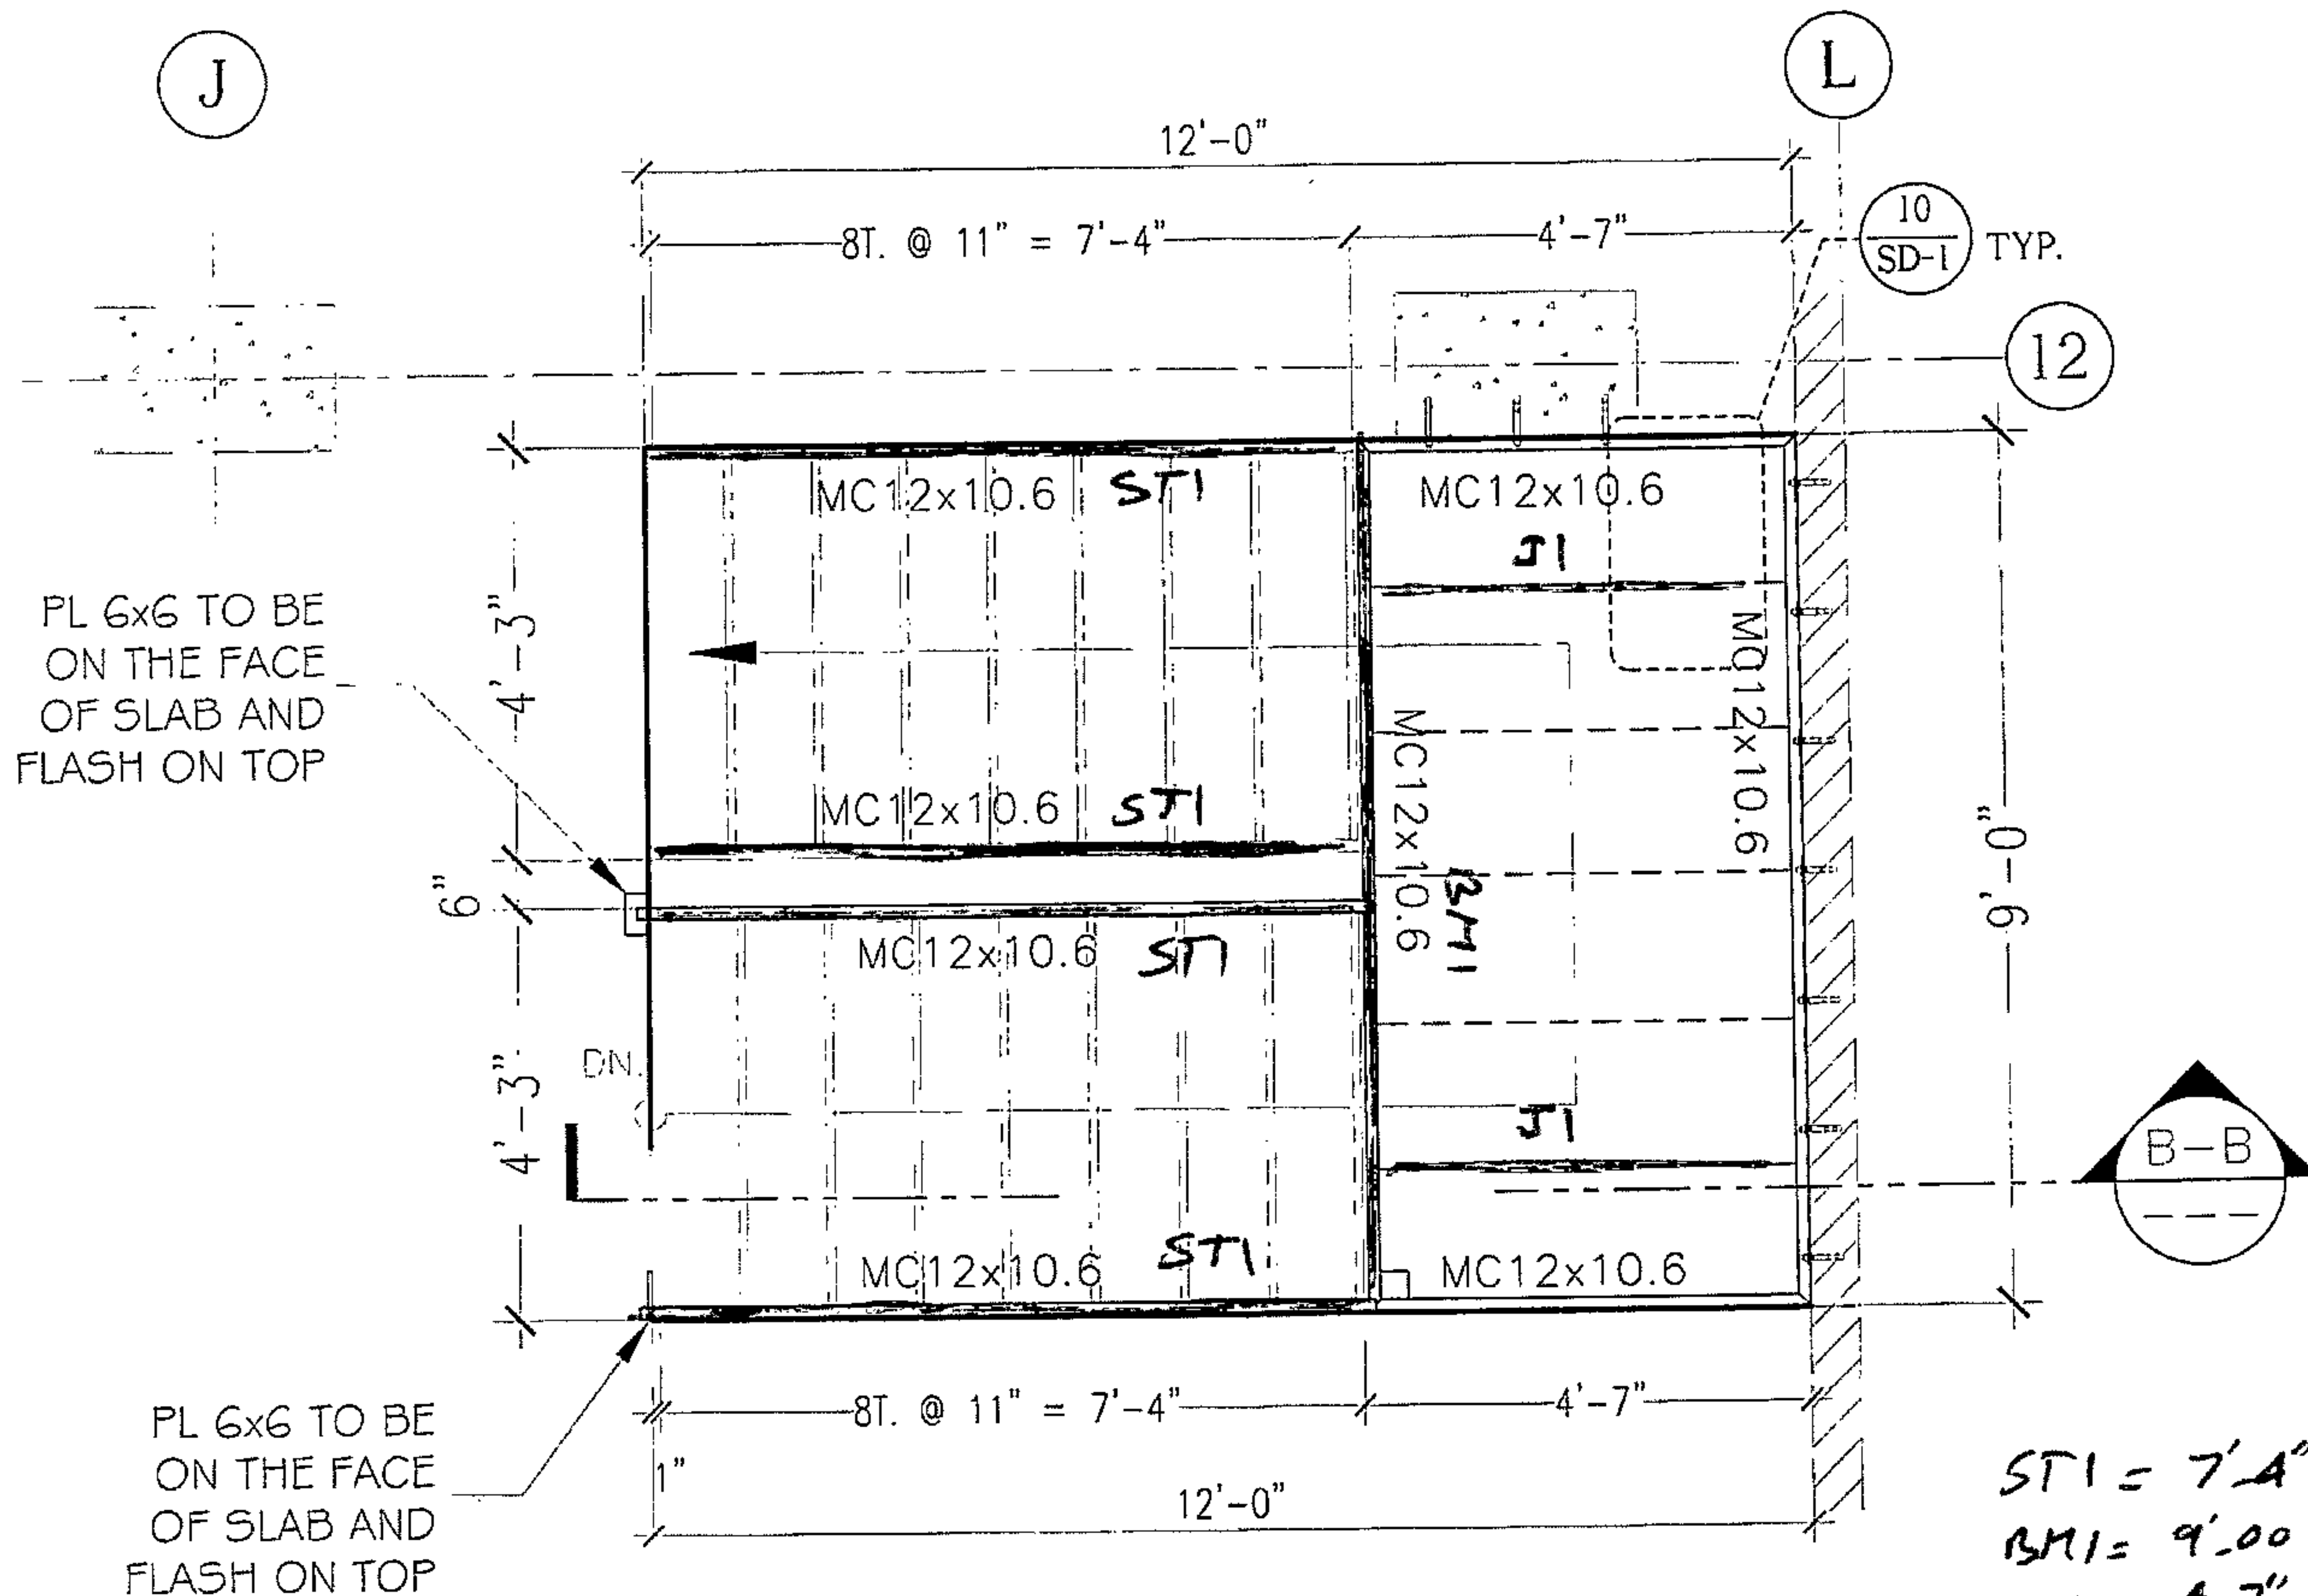 J
L
12'-0"
8T. @ 11" = 7'-4"
4'-7"
10
SD-1
TYP.
12
MC12x10.6
ST1
MC12x10.6
J1
PL 6x6 TO BE
ON THE FACE
OF SLAB AND
FLASH ON TOP
4'-3"
MC12x10.6
MC12x10.6
ST1
MC12x10.6
BM1
9'-0"
6"
MC12x10.6
ST1
4'-3"
DN.
J1
B-B
MC12x10.6
ST1
MC12x10.6
8T. @ 11" = 7'-4"
4'-7"
PL 6x6 TO BE
ON THE FACE
OF SLAB AND
FLASH ON TOP
1"
12'-0"
ST1 = 7'-4"
BM1= 9'-00